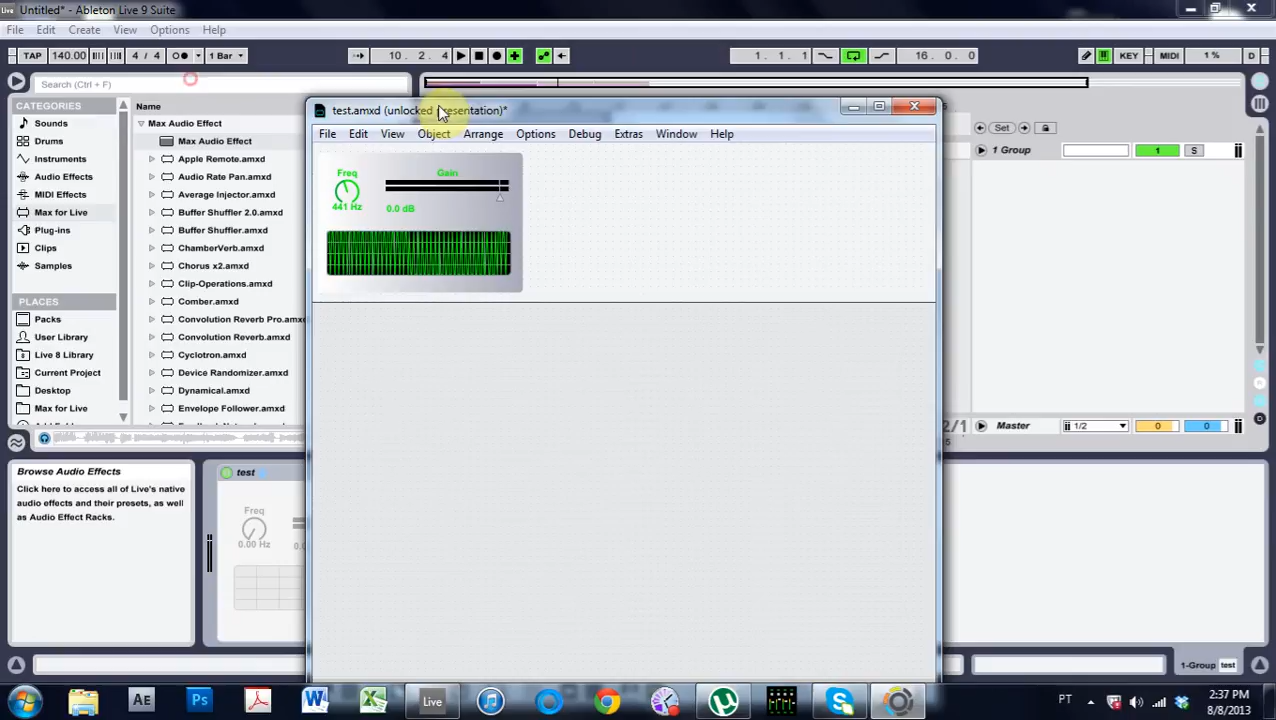 Untitled* - Ableton Live 9 Suite
File Edit Create View Options Help
TAP 140.00 4 / 4 1 Bar 10. 2. 4 1. 1. 1 16. 0. 0 KEY MIDI 1 % D
Search (Ctrl + F)
CATEGORIES
Sounds
Drums
Instruments
Audio Effects
MIDI Effects
Max for Live
Plug-ins
Clips
Samples
PLACES
Packs
User Library
Live 8 Library
Current Project
Desktop
Max for Live
Name
Max Audio Effect
Max Audio Effect
Apple Remote.amxd
Audio Rate Pan.amxd
Average Injector.amxd
Buffer Shuffler 2.0.amxd
Buffer Shuffler.amxd
ChamberVerb.amxd
Chorus x2.amxd
Clip-Operations.amxd
Comber.amxd
Convolution Reverb Pro.amxd
Convolution Reverb.amxd
Cyclotron.amxd
Device Randomizer.amxd
Dynamical.amxd
Envelope Follower.amxd
test.amxd (unlocked presentation)*
File Edit View Object Arrange Options Debug Extras Window Help
Freq Gain
441 Hz 0.0 dB
Set
1 Group 1 S
2/1
Master 1/2 0 0
D
Browse Audio Effects
Click here to access all of Live's native
audio effects and their presets, as well
as Audio Effect Racks.
test
Freq
0.00 Hz
1-Group test
AE Ps W X Live PT 2:37 PM
8/8/2013